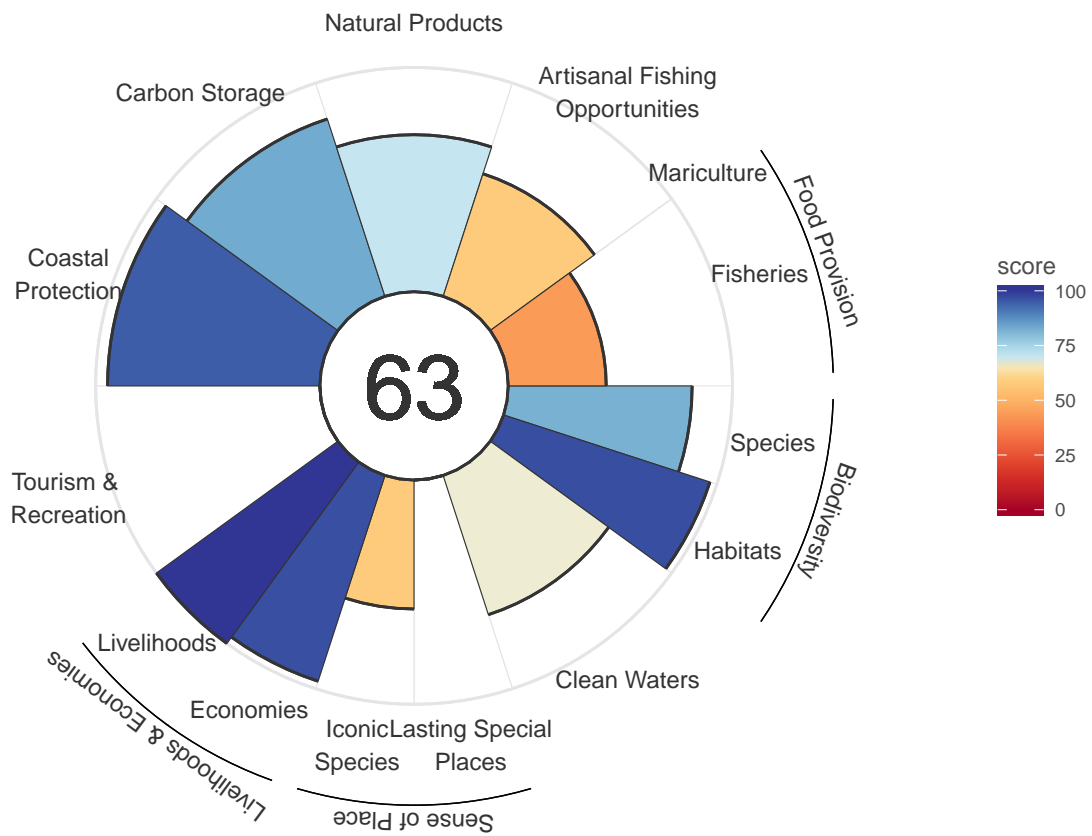 Natural Products
Artisanal Fishing
Opportunities
Carbon Storage
Mariculture
Food Provision
Fisheries
Coastal
Protection
score
100
75
50
25
0
63
Species
Biodiversity
Habitats
Tourism &
Recreation
Livelihoods
Livelihoods & Economies
Clean Waters
Economies
Iconic
Species
Lasting Special
Places
Sense of Place